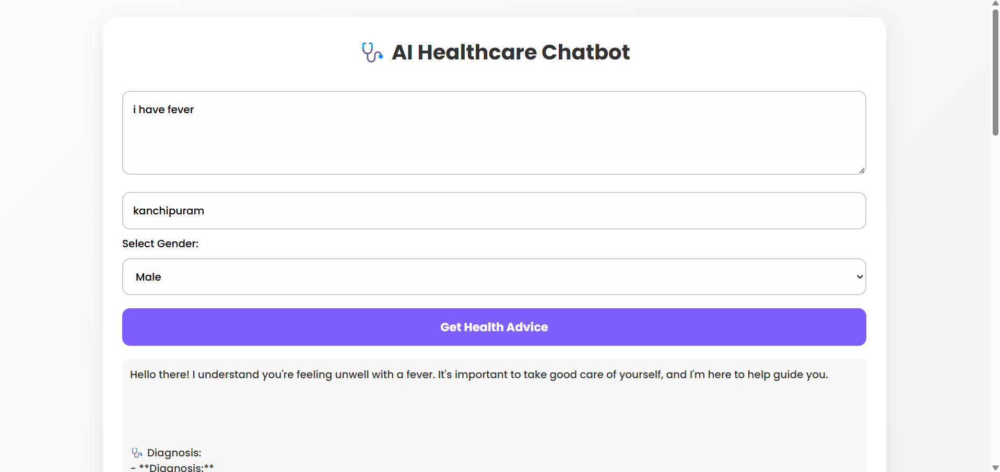 AI Healthcare Chatbot
i have fever
kanchipuram
Select Gender:
Male
Get Health Advice
Hello there! I understand you're feeling unwell with a fever. It's important to take good care of yourself, and I'm here to help guide you.
Diagnosis:
- **Diagnosis:**